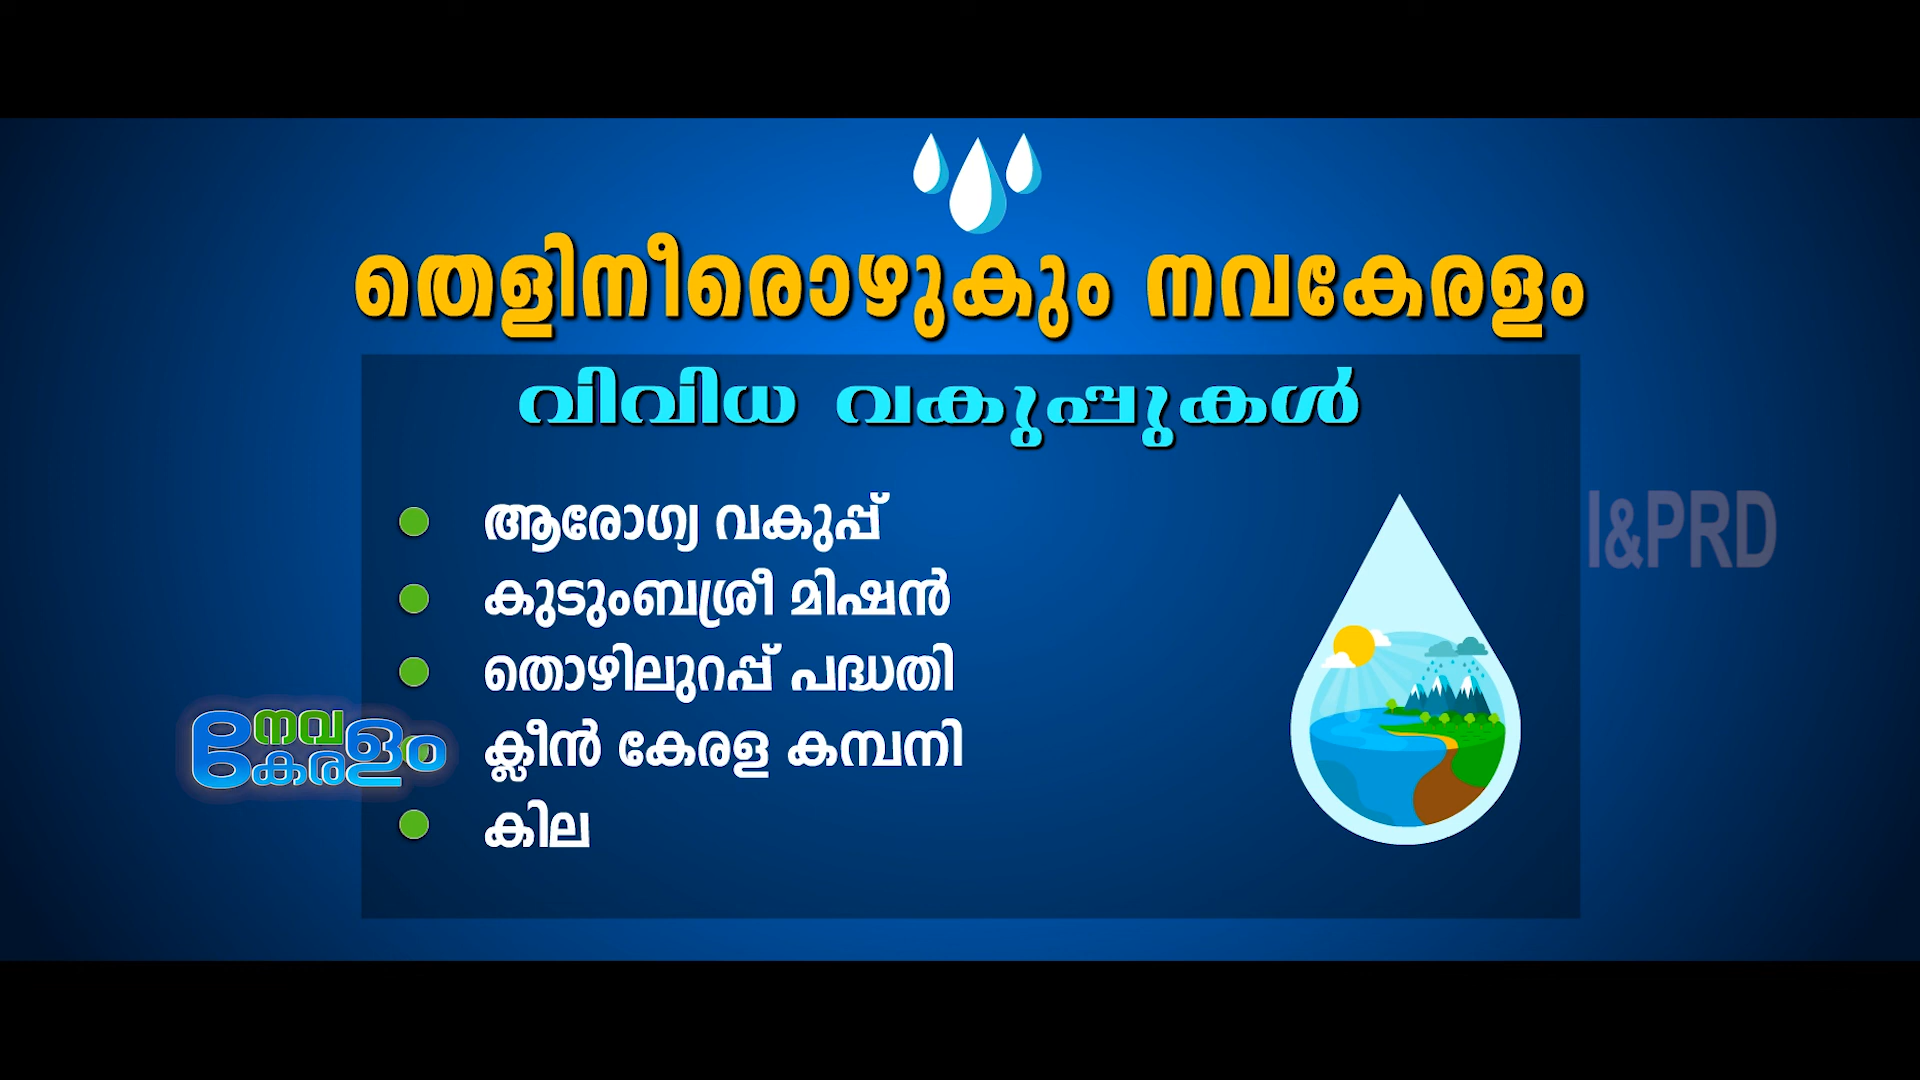 തെളിനീരൊഴുകും നവകേരളം
വിവിധ വകുപ്പുകൾ
ആരോഗ്യ വകുപ്പ്
I&PRD
കുടുംബശ്രീ മിഷൻ
തൊഴിലുറപ്പ് പദ്ധതി
നവ
കേരളം
ക്ലീൻ കേരള കമ്പനി
കില